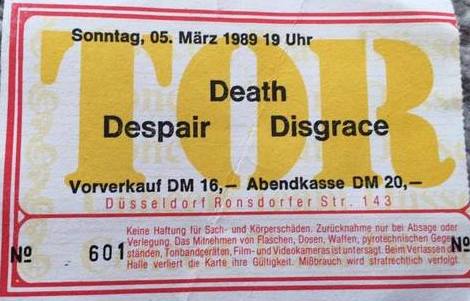 Sonntag, 05. März 1989 19 Uhr
TOR
Death
Despair Disgrace
Vorverkauf DM 16,— Abendkasse DM 20,—
Düsseldorf Ronsdorfer Str. 143
Keine Haftung für Sach- und Körperschäden. Zurücknahme nur bei Absage oder
Verlegung. Das Mitnehmen von Flaschen, Dosen, Waffen, pyrotechnischen Gegen
ständen, Tonbandgeräten, Film- und Videokameras ist untersagt. Beim Verlassen der
Halle verliert die Karte ihre Gültigkeit. Mißbrauch wird strafrechtlich verfolgt
№ 601 №